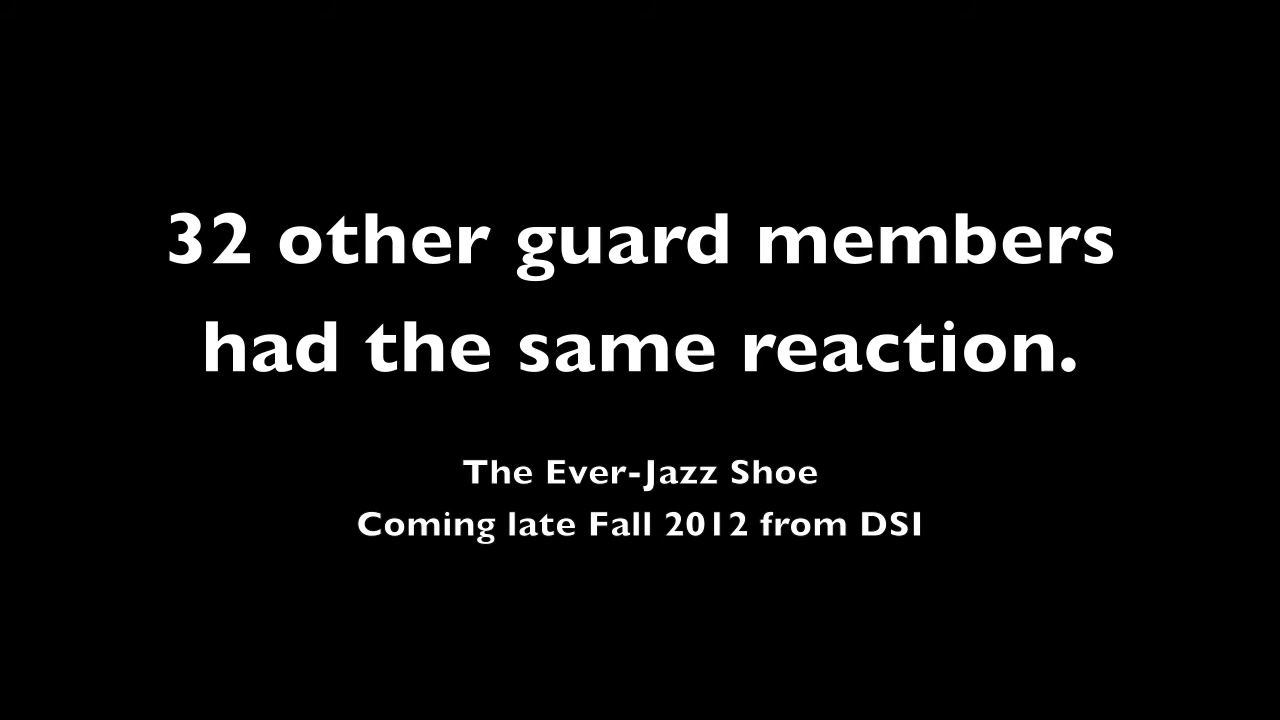 32 other guard members
had the same reaction.
The Ever-Jazz Shoe
Coming late Fall 2012 from DSI